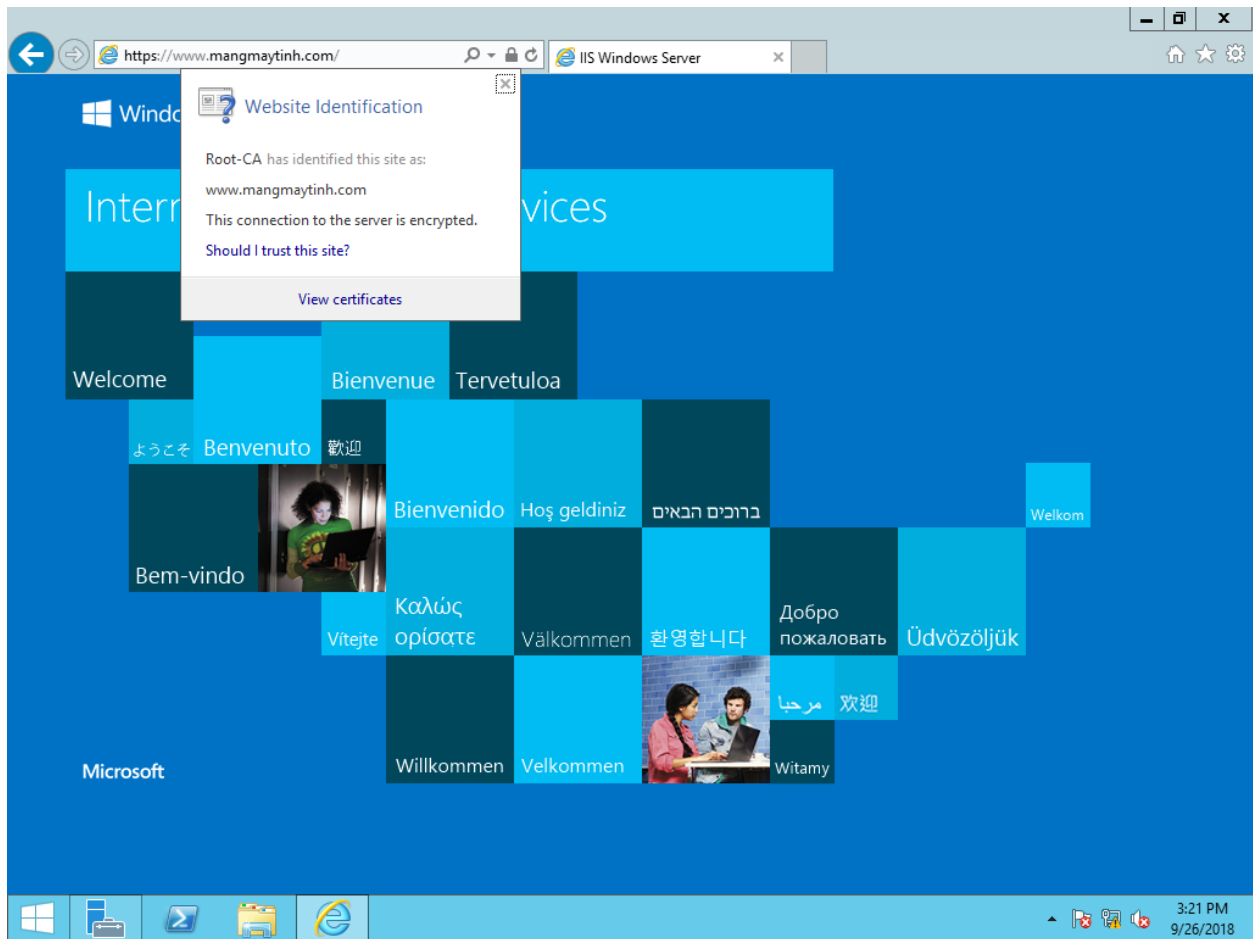 https://www.mangmaytinh.com/
IIS Windows Server
Website Identification
Root-CA has identified this site as:
www.mangmaytinh.com
This connection to the server is encrypted.
Should I trust this site?
View certificates
Windo
Intern
vices
Welcome
Bienvenue
Tervetuloa
ようこそ
Benvenuto
歡迎
Bienvenido
Hoş geldiniz
ברוכים הבאים
Welkom
Bem-vindo
Vítejte
Καλώς
ορίσατε
Välkommen
환영합니다
Добро
пожаловать
Üdvözöljük
مرحبا
欢迎
Microsoft
Willkommen
Velkommen
Witamy
3:21 PM
9/26/2018